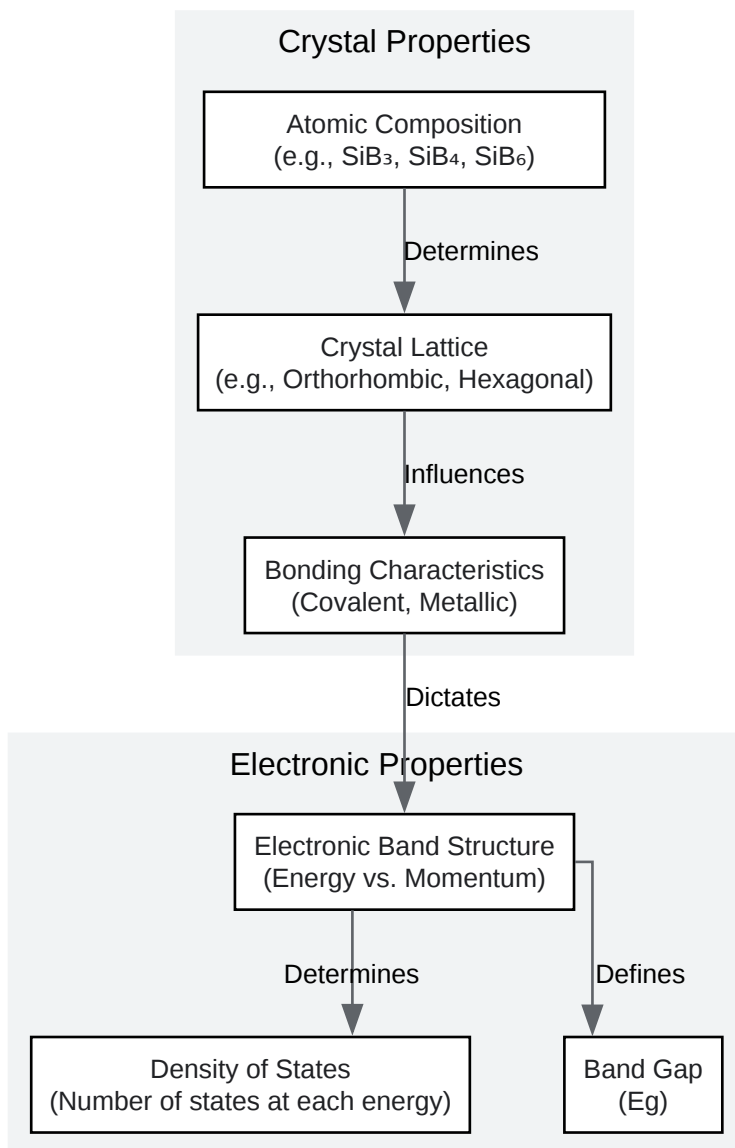 Crystal Properties
Atomic Composition
(e.g., SiB₃, SiB₄, SiB₆)
Determines
Crystal Lattice
(e.g., Orthorhombic, Hexagonal)
Influences
Bonding Characteristics
(Covalent, Metallic)
Dictates
Electronic Properties
Electronic Band Structure
(Energy vs. Momentum)
Determines
Defines
Density of States
(Number of states at each energy)
Band Gap
(Eg)